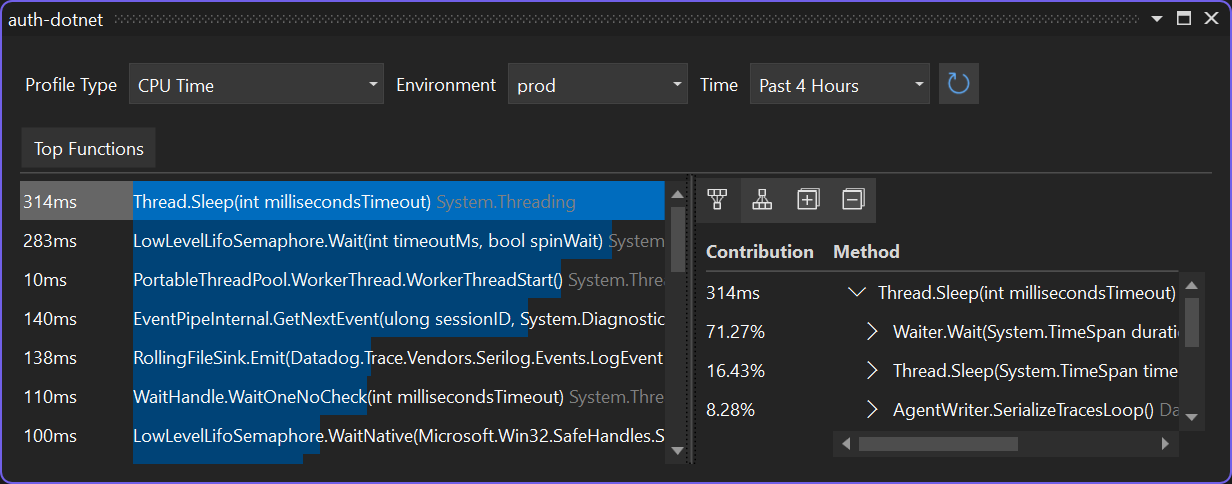 auth-dotnet
Profile Type CPU Time Environment prod Time Past 4 Hours
Top Functions
314ms Thread.Sleep(int millisecondsTimeout) System.Threading
283ms LowLevelLifoSemaphore.Wait(int timeoutMs, bool spinWait) System
10ms PortableThreadPool.WorkerThread.WorkerThreadStart() System.Threa
140ms EventPipeInternal.GetNextEvent(ulong sessionID, System.Diagnostic
138ms RollingFileSink.Emit(Datadog.Trace.Vendors.Serilog.Events.LogEvent
110ms WaitHandle.WaitOneNoCheck(int millisecondsTimeout) System.Thre
100ms LowLevelLifoSemaphore.WaitNative(Microsoft.Win32.SafeHandles.S
Contribution Method
314ms Thread.Sleep(int millisecondsTimeout)
71.27% Waiter.Wait(System.TimeSpan duratio
16.43% Thread.Sleep(System.TimeSpan time
8.28% AgentWriter.SerializeTracesLoop() Da